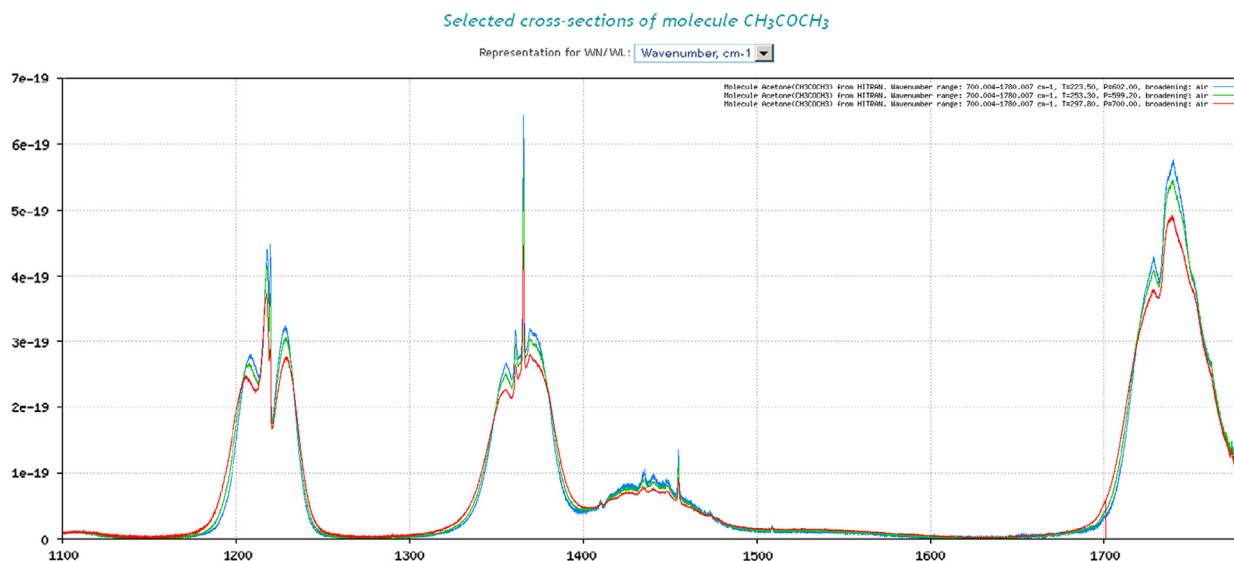 Selected cross-sections of molecule CH₃COCH₃
Representation for WN/WL: Wavenumber, cm-1
7e-19
Molecule Acetone(CH3COCH3) from HITRAN. Wavenumber range: 700.004-1780.007 cm-1, T=223.50, P=602.00, broadening: air
Molecule Acetone(CH3COCH3) from HITRAN. Wavenumber range: 700.004-1780.007 cm-1, T=253.30, P=599.20, broadening: air
Molecule Acetone(CH3COCH3) from HITRAN. Wavenumber range: 700.004-1780.007 cm-1, T=297.80, P=700.00, broadening: air
6e-19
5e-19
4e-19
3e-19
2e-19
1e-19
0
1100 1200 1300 1400 1500 1600 1700